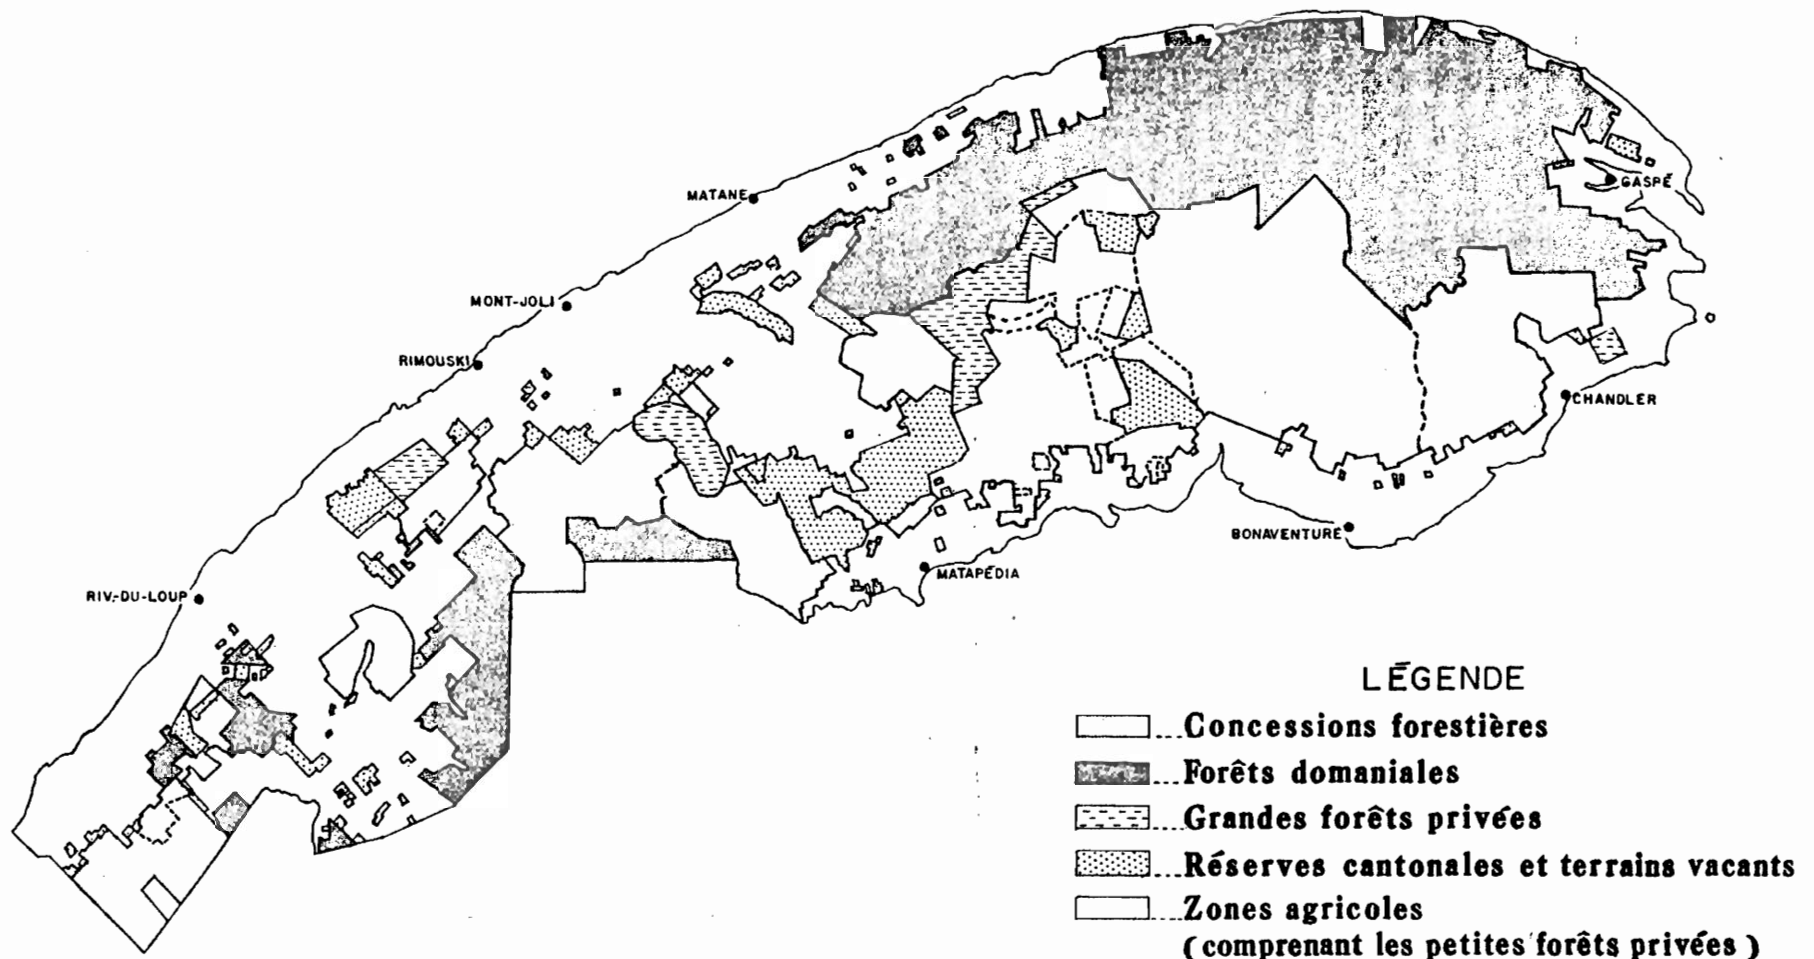 MATANE
GASPÉ
MONT-JOLI
RIMOUSKI
CHANDLER
BONAVENTURE
MATAPÉDIA
RIV.-DU-LOUP
LÉGENDE
Concessions forestières
Forêts domaniales
Grandes forêts privées
Réserves cantonales et terrains vacants
Zones agricoles
(comprenant les petites forêts privées)